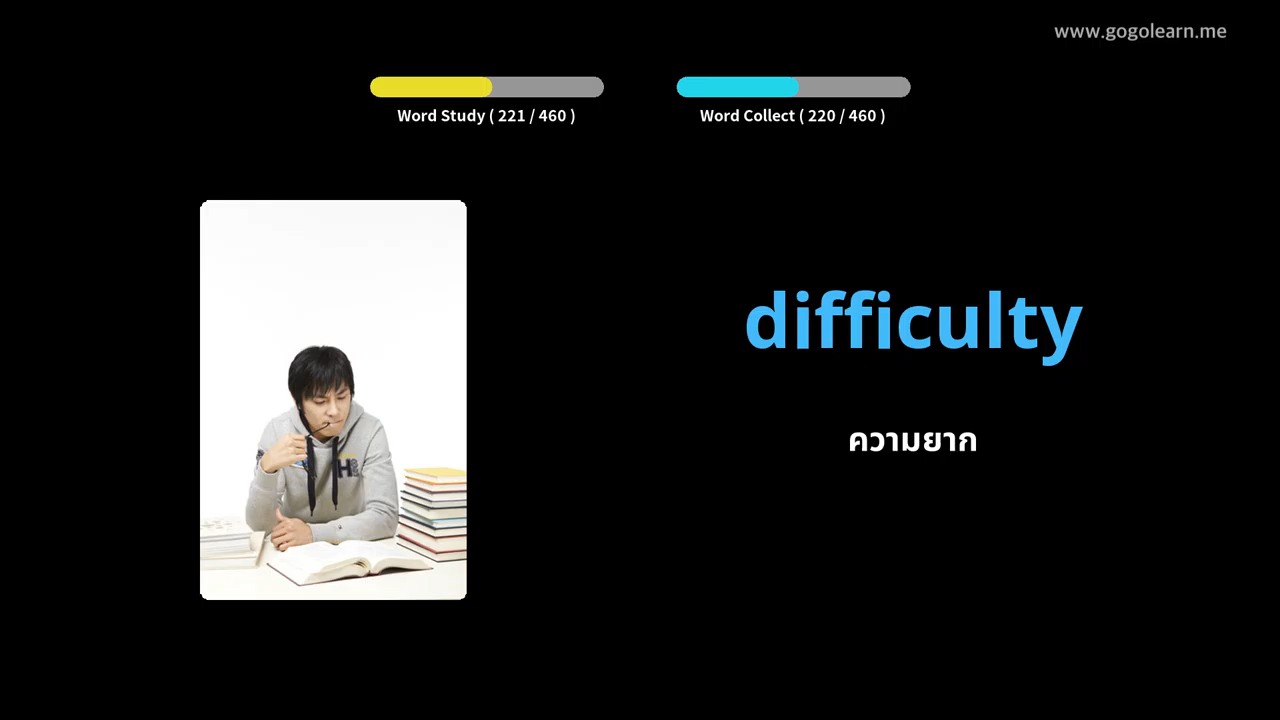 www.gogolearn.me
Word Study ( 221 / 460 )
Word Collect ( 220 / 460 )
difficulty
ความยาก
H